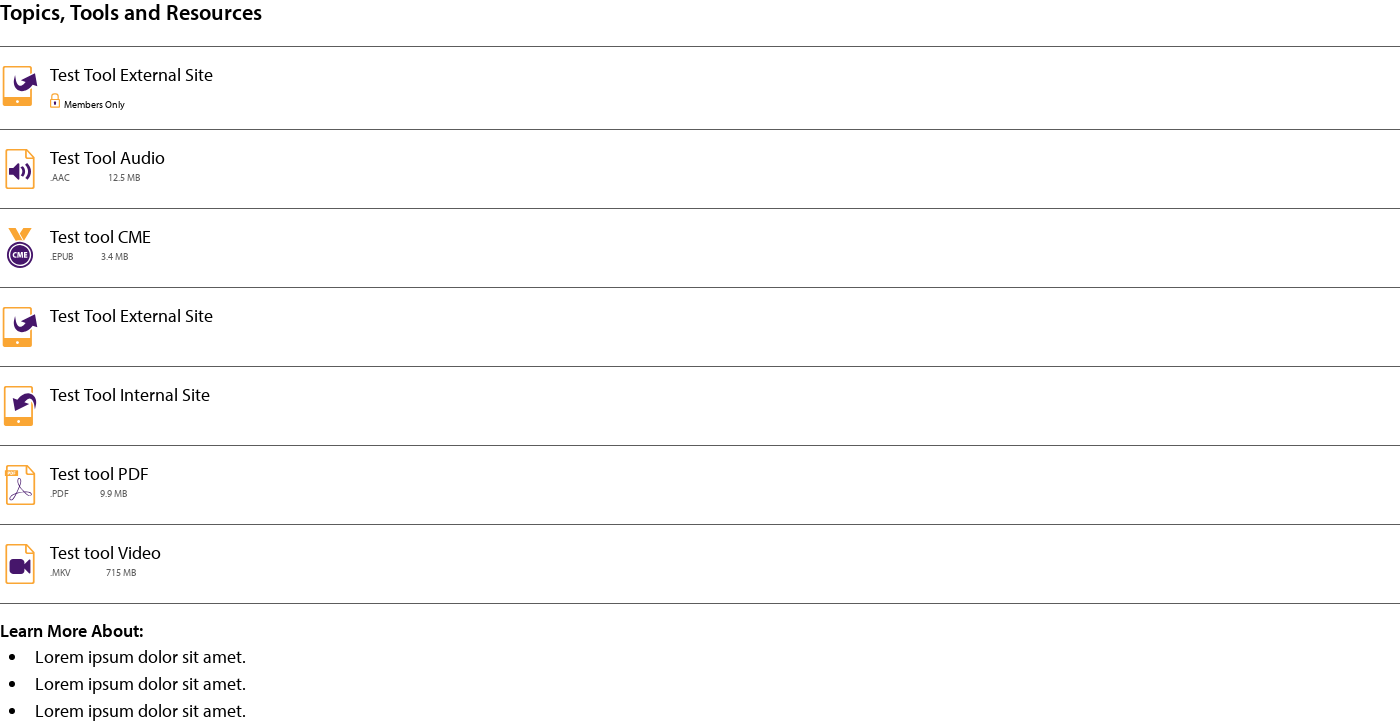 Topics, Tools and Resources
Test Tool External Site
Members Only
Test Tool Audio
.AAC 12.5 MB
Test tool CME
CME
.EPUB 3.4 MB
Test Tool External Site
Test Tool Internal Site
Test tool PDF
PDF
.PDF 9.9 MB
Test tool Video
.MKV 715 MB
Learn More About:
• Lorem ipsum dolor sit amet.
• Lorem ipsum dolor sit amet.
• Lorem ipsum dolor sit amet.